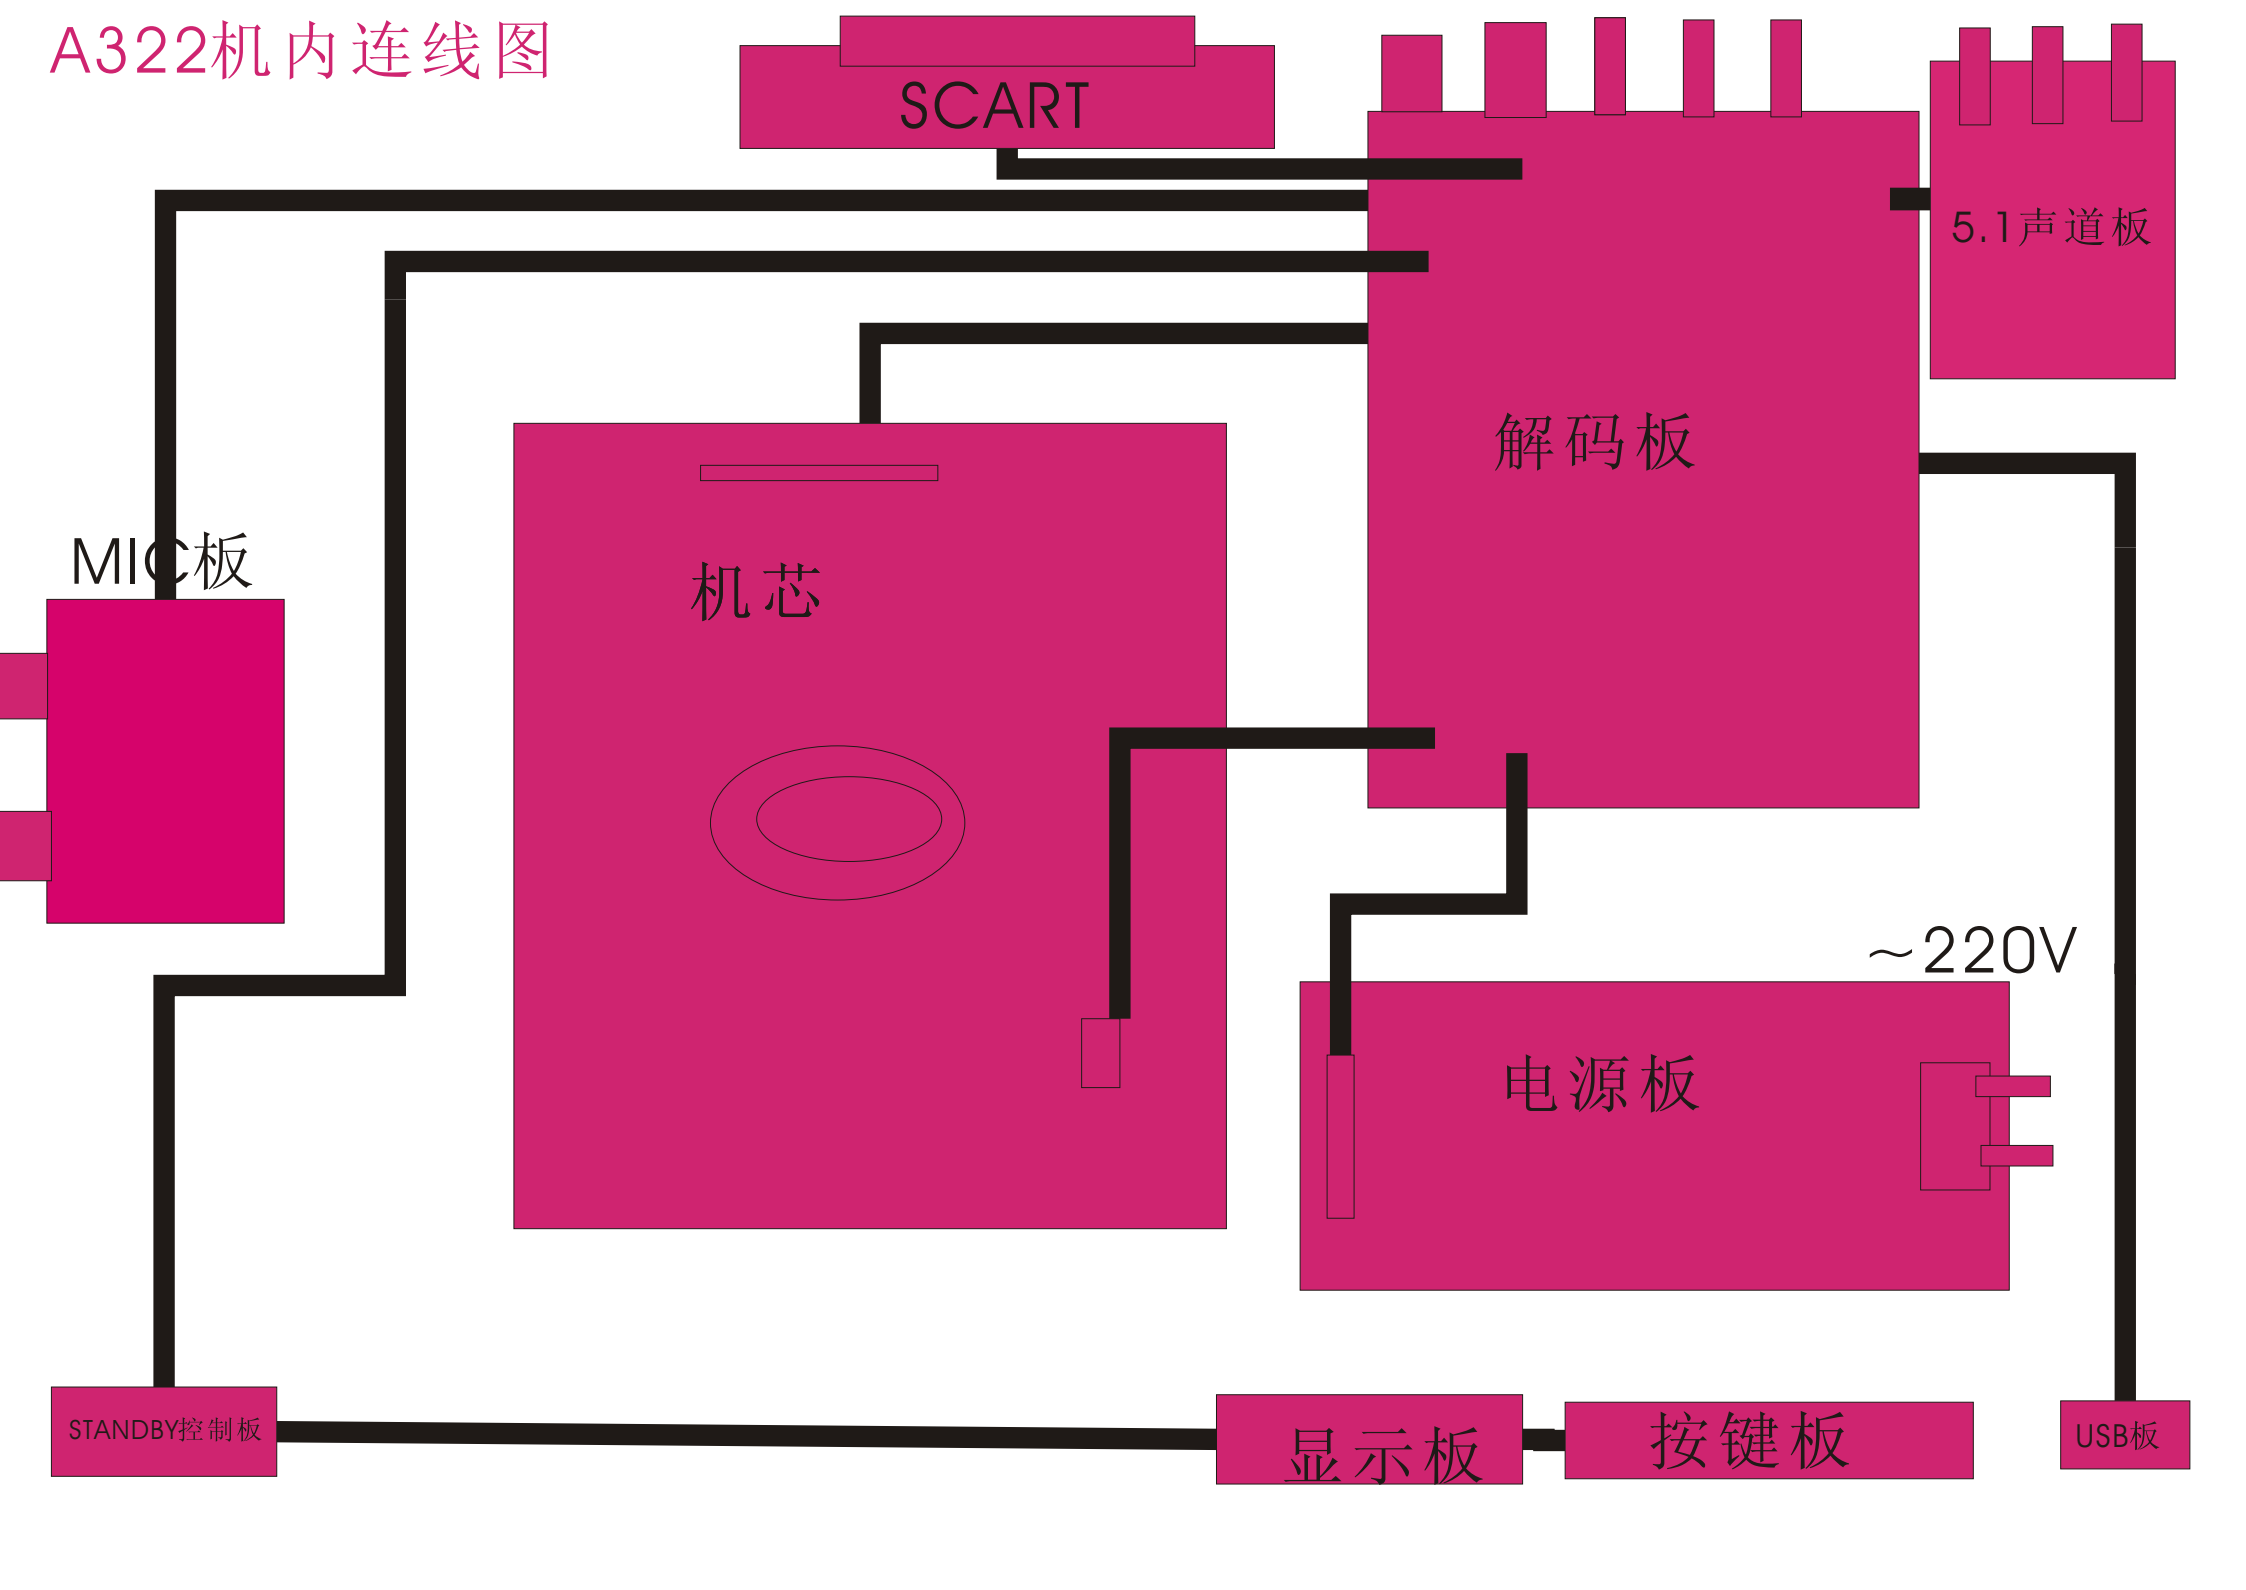 A322机内连线图
SCART
5.1声道板
解码板
MIC板
机芯
~220V
电源板
STANDBY控制板
显示板
按键板
USB板